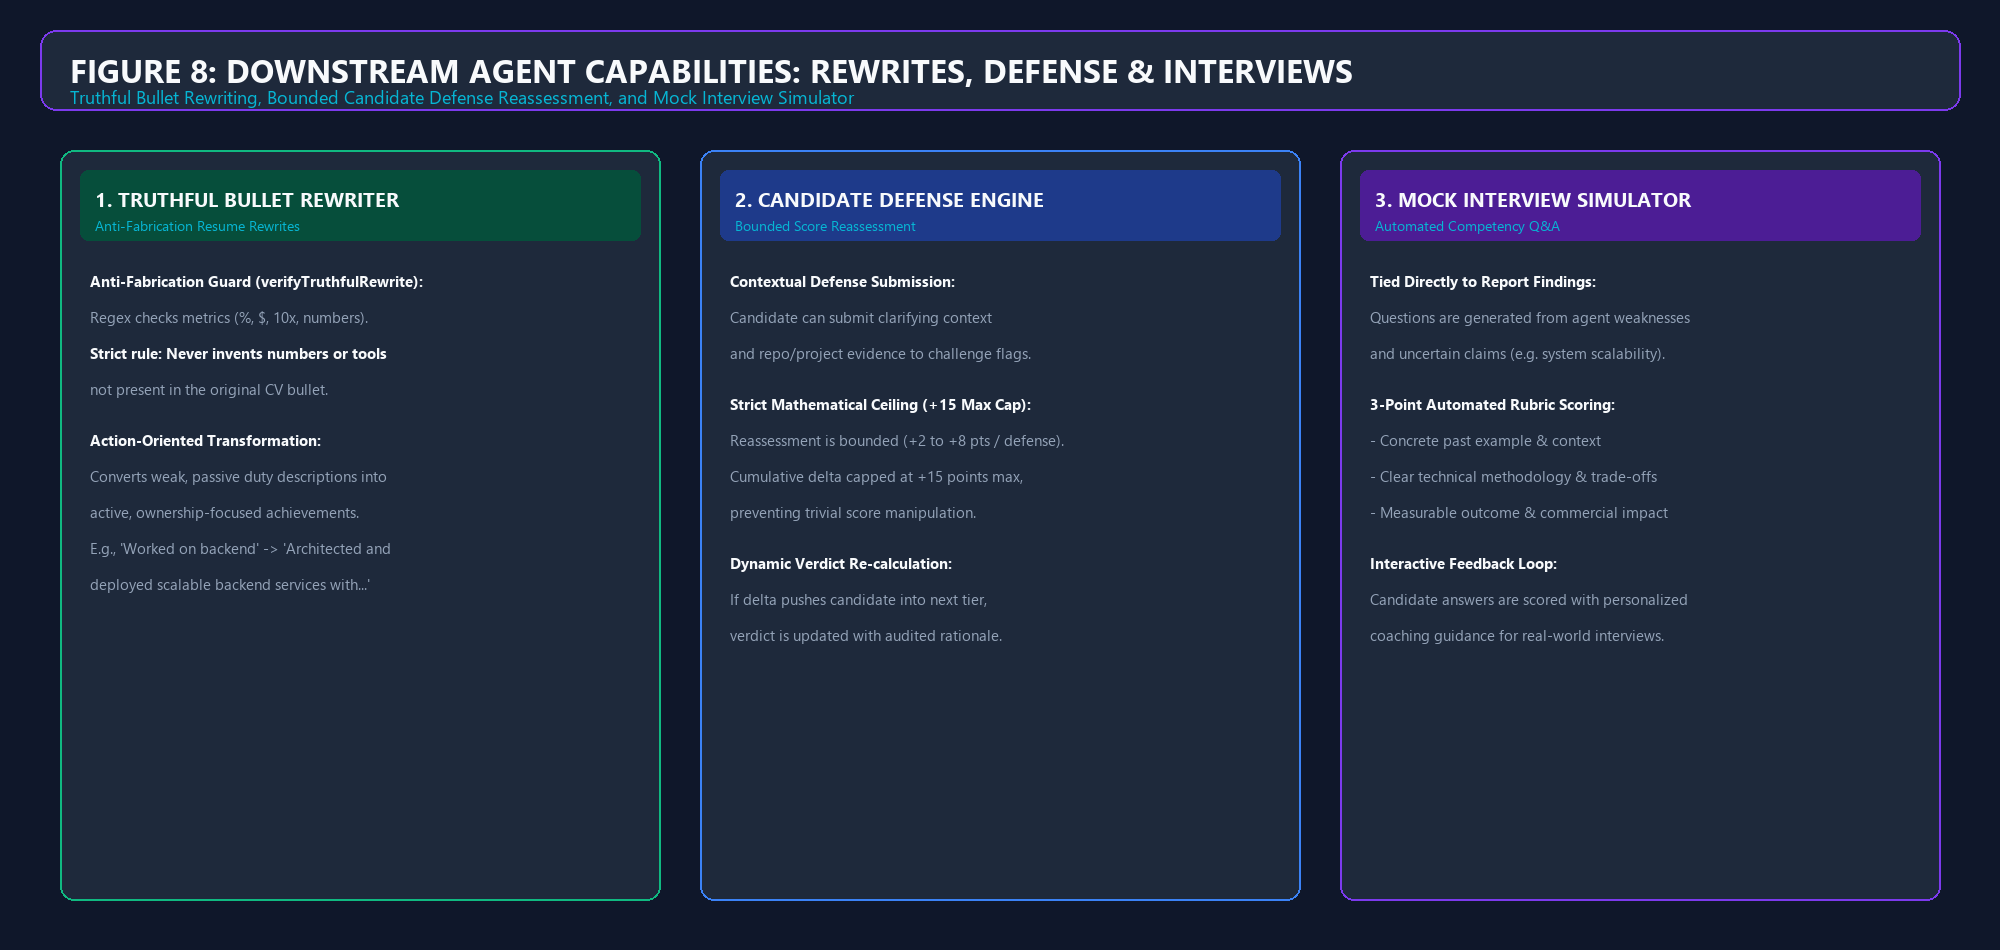 FIGURE 8: DOWNSTREAM AGENT CAPABILITIES: REWRITES, DEFENSE & INTERVIEWS
Truthful Bullet Rewriting, Bounded Candidate Defense Reassessment, and Mock Interview Simulator
1. TRUTHFUL BULLET REWRITER
Anti-Fabrication Resume Rewrites
Anti-Fabrication Guard (verifyTruthfulRewrite):
Regex checks metrics (%, $, 10x, numbers).
Strict rule: Never invents numbers or tools
not present in the original CV bullet.
Action-Oriented Transformation:
Converts weak, passive duty descriptions into
active, ownership-focused achievements.
E.g., 'Worked on backend' -> 'Architected and
deployed scalable backend services with...'
2. CANDIDATE DEFENSE ENGINE
Bounded Score Reassessment
Contextual Defense Submission:
Candidate can submit clarifying context
and repo/project evidence to challenge flags.
Strict Mathematical Ceiling (+15 Max Cap):
Reassessment is bounded (+2 to +8 pts / defense).
Cumulative delta capped at +15 points max,
preventing trivial score manipulation.
Dynamic Verdict Re-calculation:
If delta pushes candidate into next tier,
verdict is updated with audited rationale.
3. MOCK INTERVIEW SIMULATOR
Automated Competency Q&A
Tied Directly to Report Findings:
Questions are generated from agent weaknesses
and uncertain claims (e.g. system scalability).
3-Point Automated Rubric Scoring:
- Concrete past example & context
- Clear technical methodology & trade-offs
- Measurable outcome & commercial impact
Interactive Feedback Loop:
Candidate answers are scored with personalized
coaching guidance for real-world interviews.